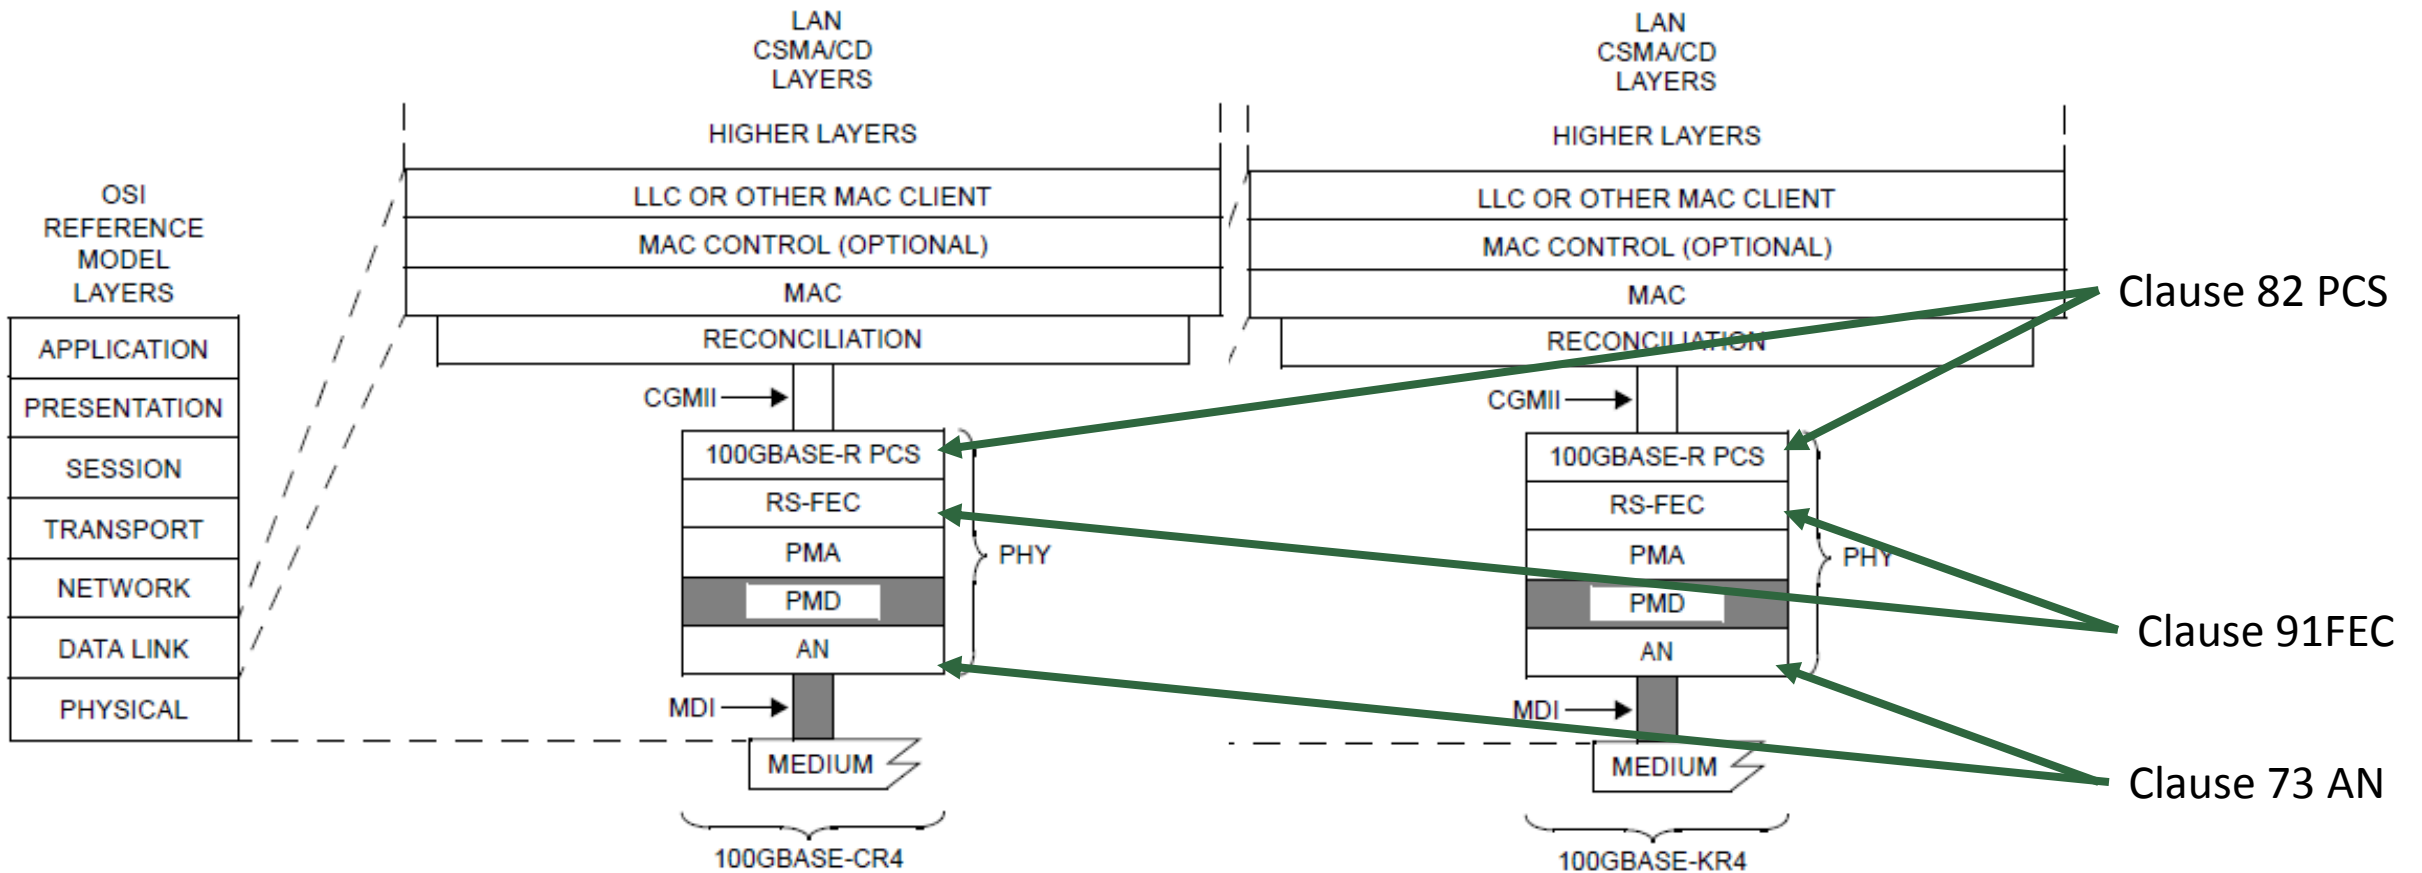 OSI
REFERENCE
MODEL
LAYERS
APPLICATION
PRESENTATION
SESSION
TRANSPORT
NETWORK
DATA LINK
PHYSICAL
LAN
CSMA/CD
LAYERS
HIGHER LAYERS
LLC OR OTHER MAC CLIENT
MAC CONTROL (OPTIONAL)
MAC
RECONCILIATION
CGMII
100GBASE-R PCS
RS-FEC
PMA
PMD
AN
PHY
MDI
MEDIUM
100GBASE-CR4
LAN
CSMA/CD
LAYERS
HIGHER LAYERS
LLC OR OTHER MAC CLIENT
MAC CONTROL (OPTIONAL)
MAC
RECONCILIATION
CGMII
100GBASE-R PCS
RS-FEC
PMA
PMD
AN
PHY
MDI
MEDIUM
100GBASE-KR4
Clause 82 PCS
Clause 91FEC
Clause 73 AN